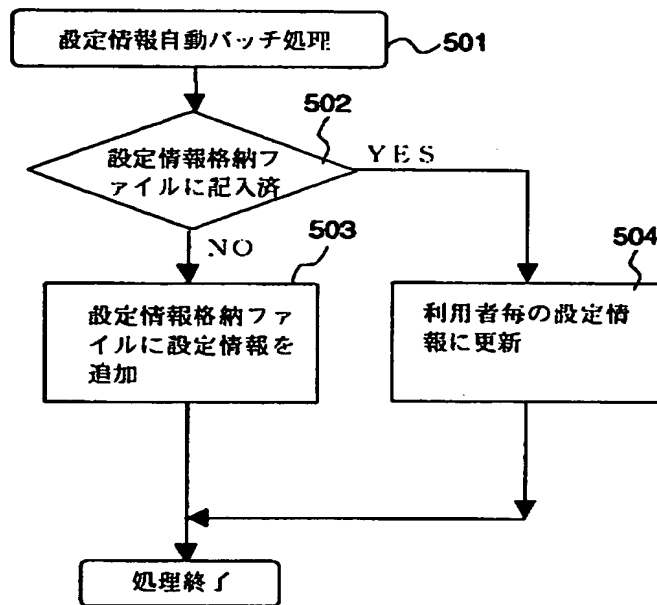 設定情報自動バッチ処理
501
502
設定情報格納フ
ァイルに記入済
YES
NO
503
504
設定情報格納ファ
イルに設定情報を
追加
利用者毎の設定情
報に更新
処理終了